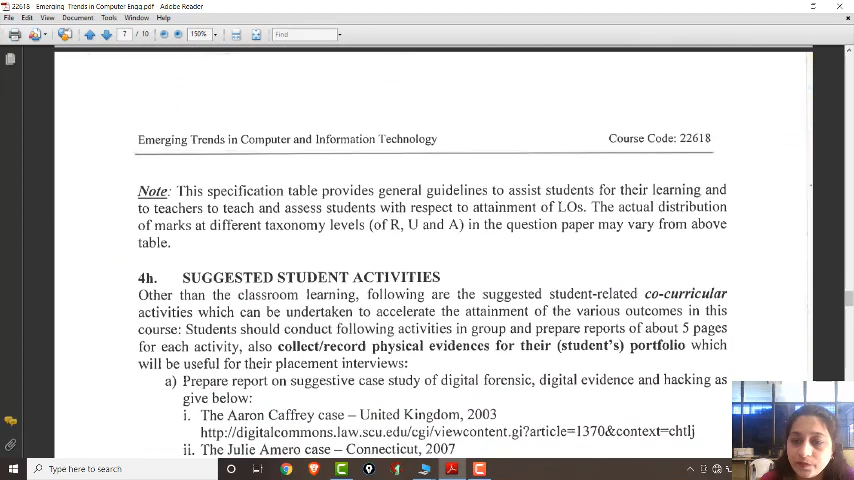 22618 - Emerging Trends in Computer Engg.pdf - Adobe Reader
File Edit View Document Tools Window Help
7 / 10 150% Find
Emerging Trends in Computer and Information Technology Course Code: 22618
Note: This specification table provides general guidelines to assist students for their learning and
to teachers to teach and assess students with respect to attainment of LOs. The actual distribution
of marks at different taxonomy levels (of R, U and A) in the question paper may vary from above
table.
4h. SUGGESTED STUDENT ACTIVITIES
Other than the classroom learning, following are the suggested student-related co-curricular
activities which can be undertaken to accelerate the attainment of the various outcomes in this
course: Students should conduct following activities in group and prepare reports of about 5 pages
for each activity, also collect/record physical evidences for their (student's) portfolio which
will be useful for their placement interviews:
a) Prepare report on suggestive case study of digital forensic, digital evidence and hacking as
give below:
i. The Aaron Caffrey case – United Kingdom, 2003
http://digitalcommons.law.scu.edu/cgi/viewcontent.gi?article=1370&context=chtlj
ii. The Julie Amero case – Connecticut, 2007
Type here to search